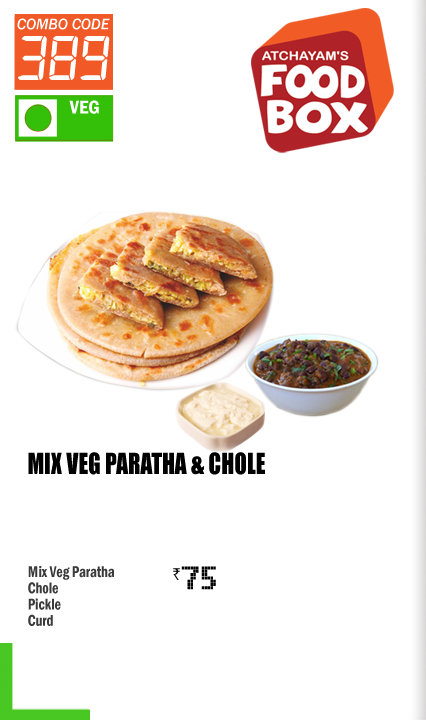 COMBO CODE
389
VEG
ATCHAYAM'S
FOOD
BOX
MIX VEG PARATHA & CHOLE
Mix Veg Paratha
₹75
Chole
Pickle
Curd